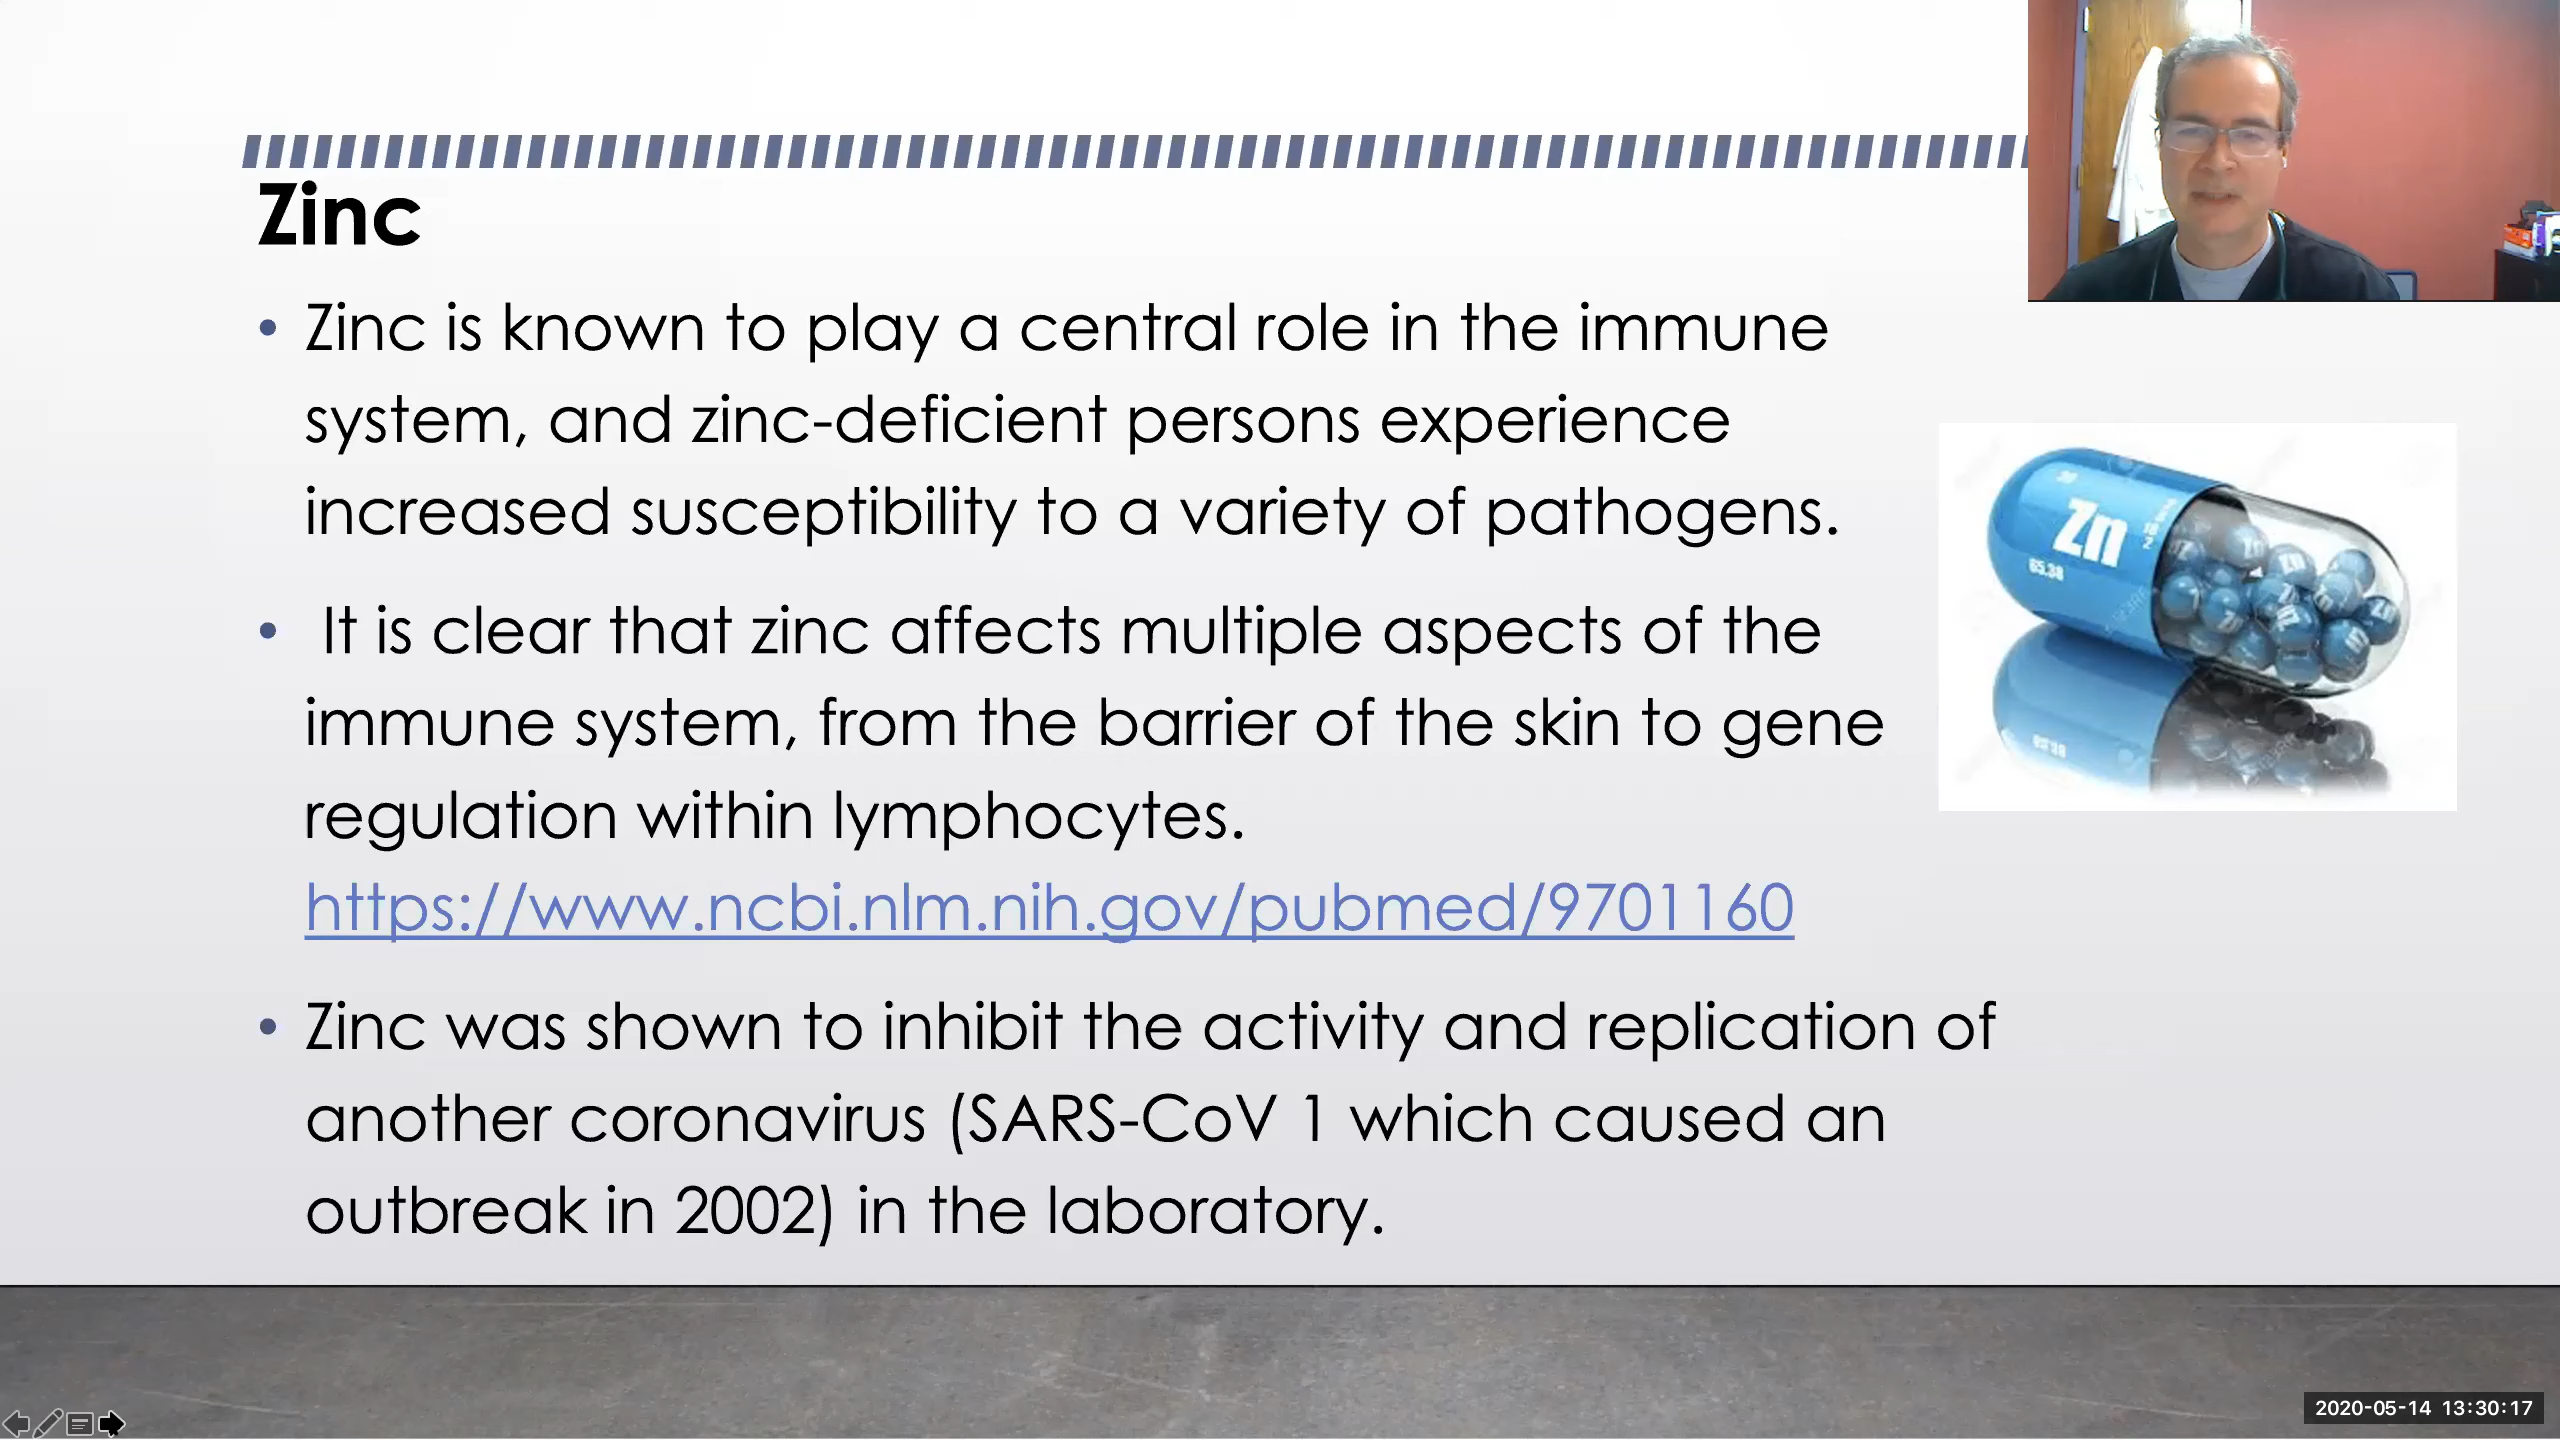 Zinc
• Zinc is known to play a central role in the immune
system, and zinc-deficient persons experience
increased susceptibility to a variety of pathogens.
• It is clear that zinc affects multiple aspects of the
immune system, from the barrier of the skin to gene
regulation within lymphocytes.
https://www.ncbi.nlm.nih.gov/pubmed/9701160
• Zinc was shown to inhibit the activity and replication of
another coronavirus (SARS-CoV 1 which caused an
outbreak in 2002) in the laboratory.
30
Zn
65.38
2020-05-14 13:30:17